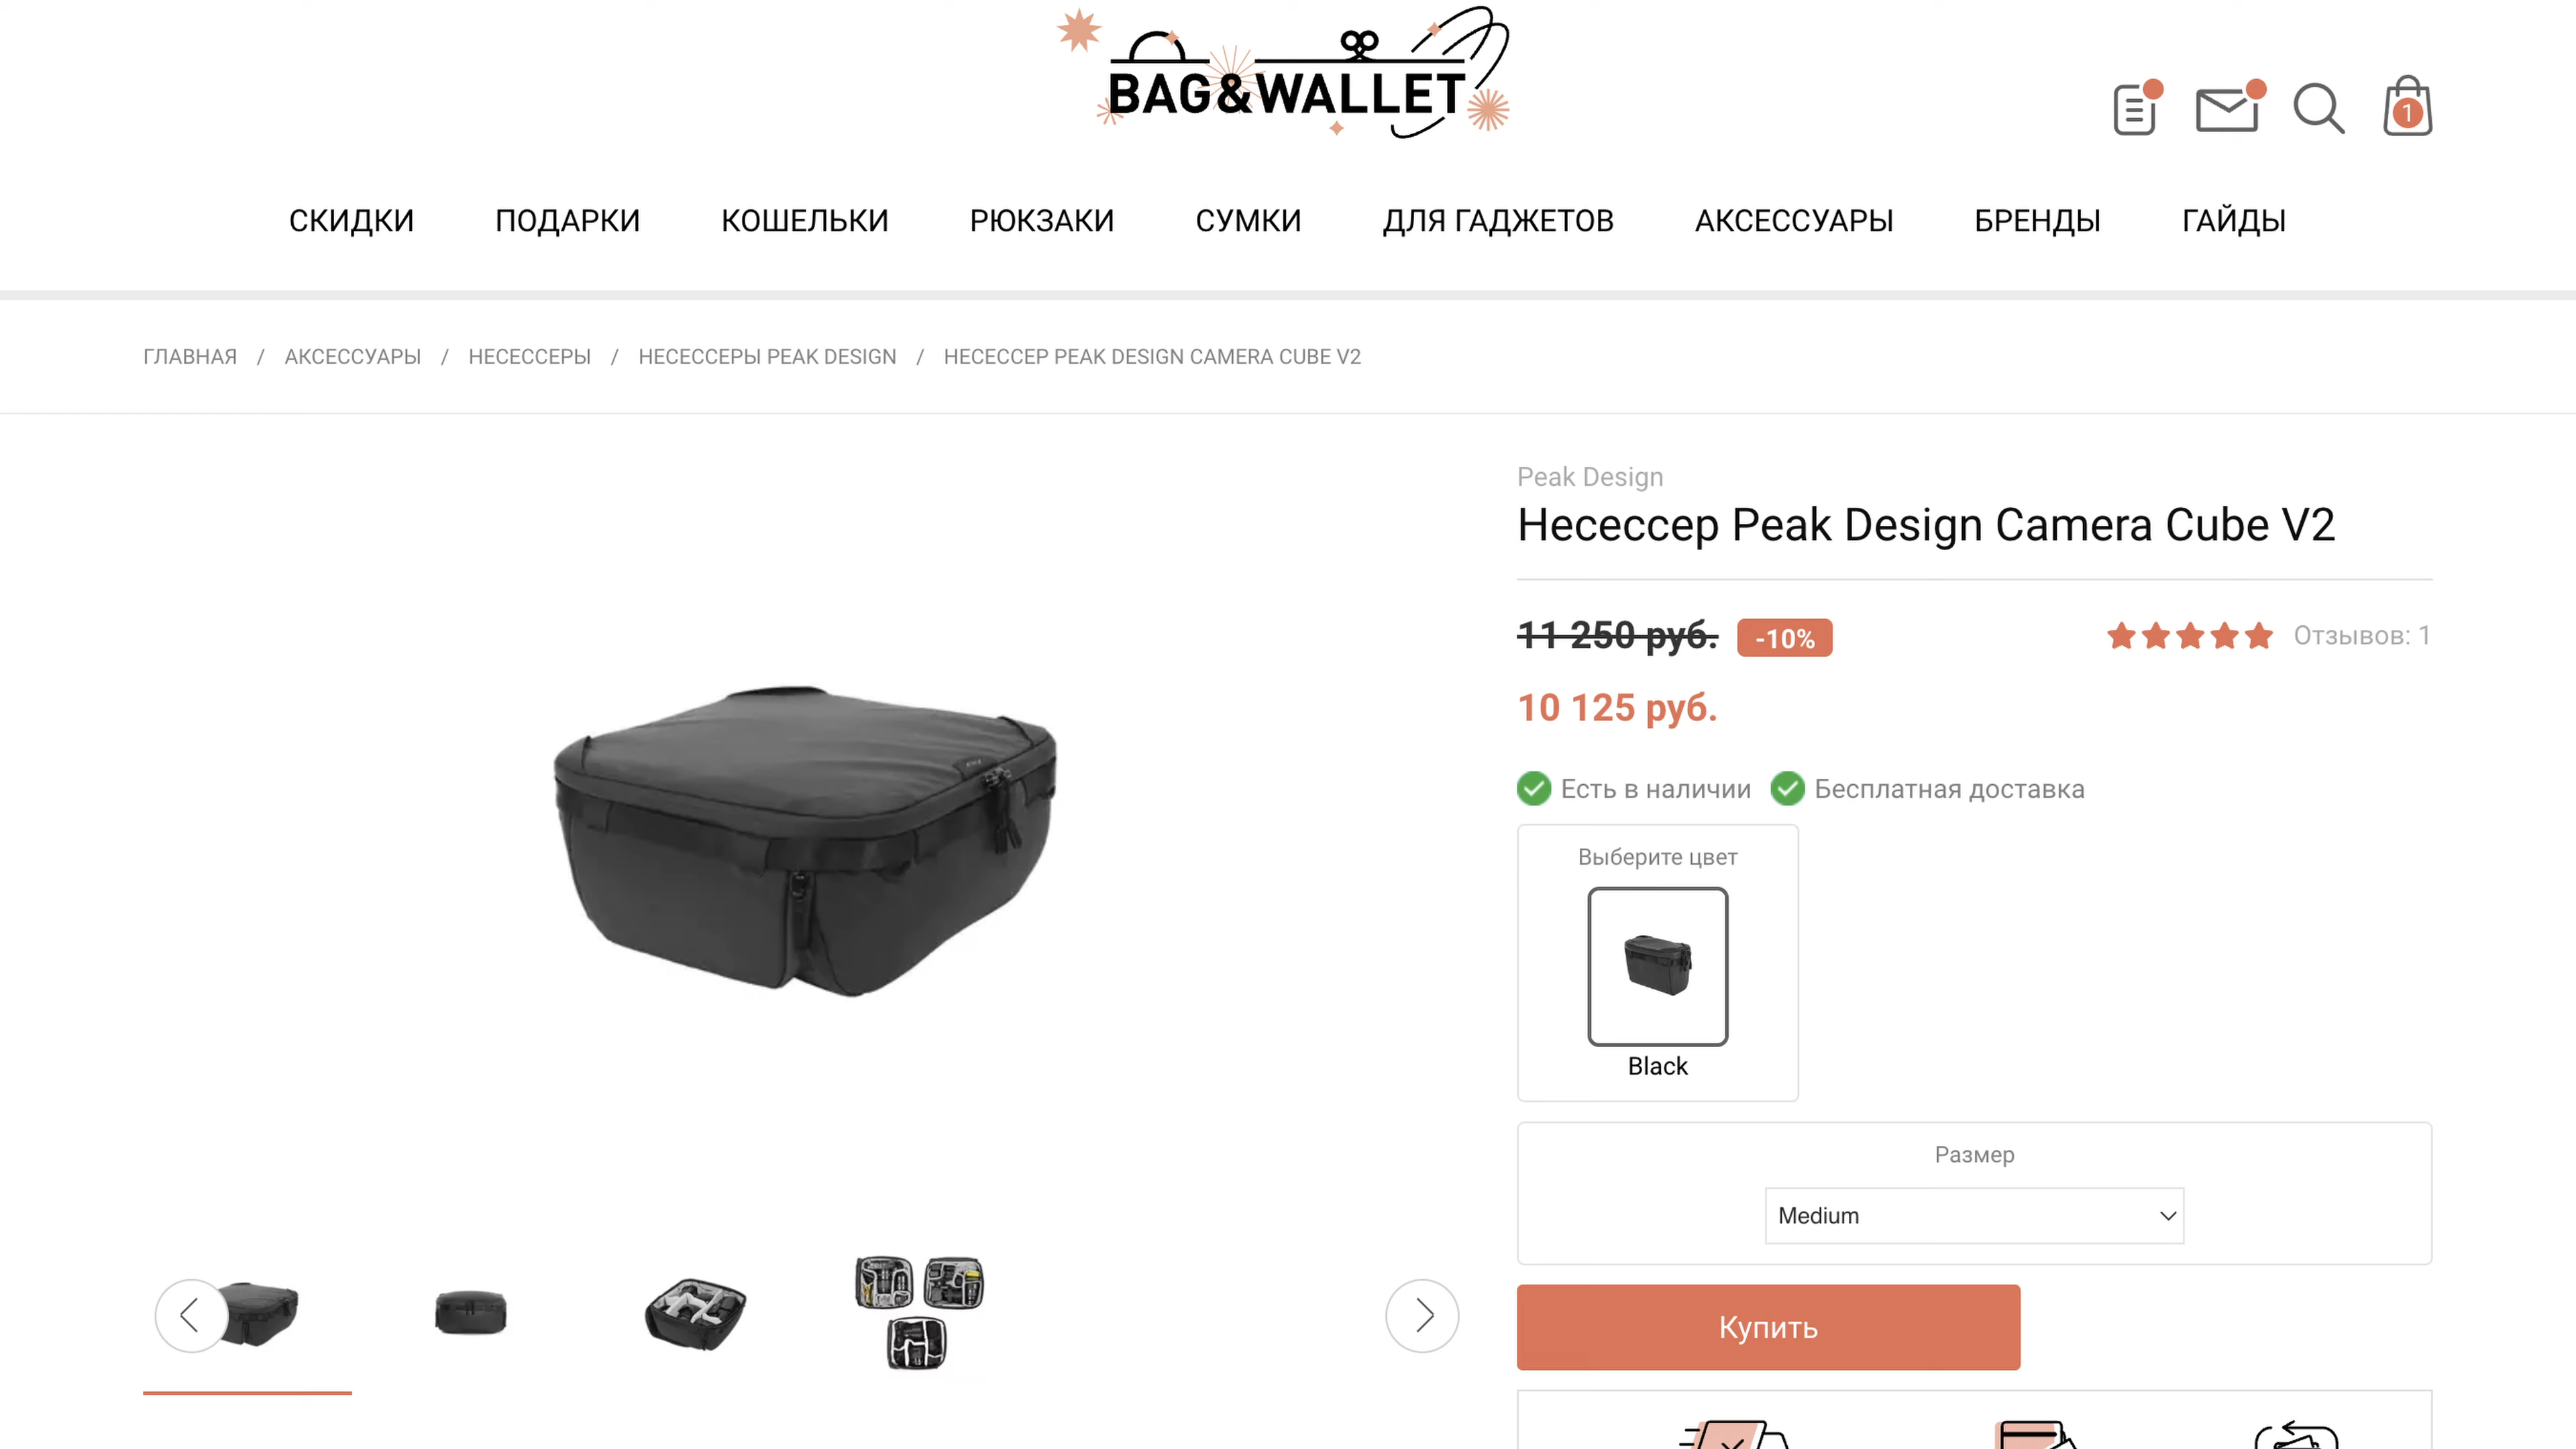 BAG&WALLET
1
СКИДКИ ПОДАРКИ КОШЕЛЬКИ РЮКЗАКИ СУМКИ ДЛЯ ГАДЖЕТОВ АКСЕССУАРЫ БРЕНДЫ ГАЙДЫ
ГЛАВНАЯ / АКСЕССУАРЫ / НЕСЕССЕРЫ / НЕСЕССЕРЫ PEAK DESIGN / НЕСЕССЕР PEAK DESIGN CAMERA CUBE V2
Peak Design
Несессер Peak Design Camera Cube V2
11 250 руб. -10% Отзывов: 1
10 125 руб.
Есть в наличии Бесплатная доставка
Выберите цвет
Black
Размер
Medium
Купить